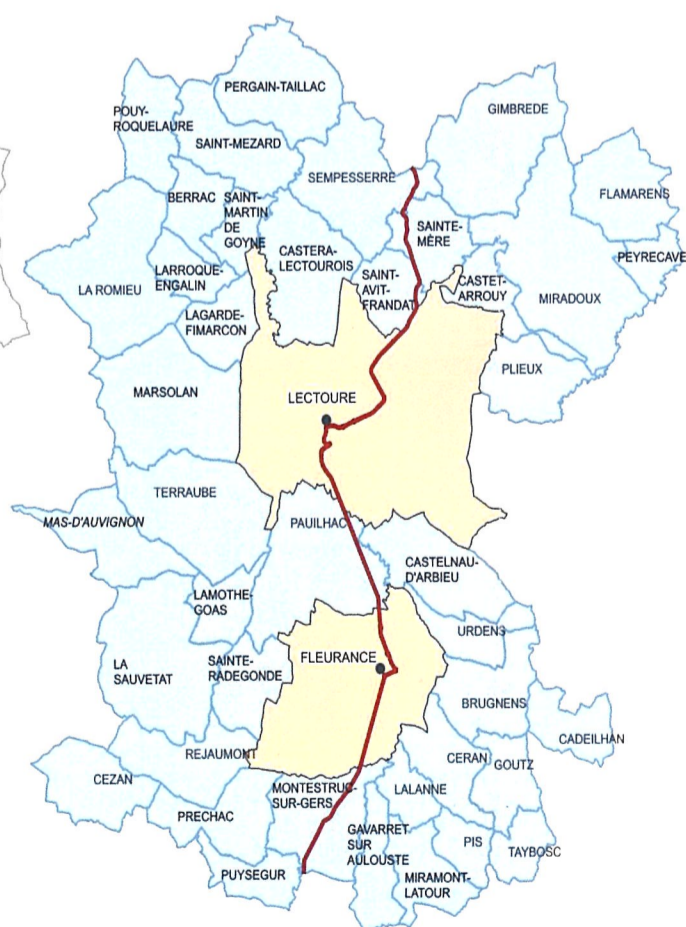 PERGAIN-TAILLAC
GIMBREDE
POUY-
ROQUELAURE
SAINT-MEZARD
SEMPESSERRE
FLAMARENS
BERRAC
SAINT-
MARTIN
DE
GOYNE
SAINTE-
MÈRE
CASTERA-
LECTOUROIS
PEYRECAVE
LARROQUE-
ENGALIN
SAINT-
AVIT-
FRANDAT
CASTET-
ARROUY
LA ROMIEU
MIRADOUX
LAGARDE-
FIMARCON
PLIEUX
MARSOLAN
LECTOURE
TERRAUBE
MAS-D'AUVIGNON
PAUILHAC
CASTELNAU-
D'ARBIEU
LAMOTHE-
GOAS
URDENS
FLEURANCE
LA
SAUVETAT
SAINTE-
RADEGONDE
BRUGNENS
CADEILHAN
REJAUMONT
CERAN
GOUTZ
CEZAN
MONTESTRUC-
SUR-GERS
LALANNE
PRECHAC
GAVARRET
SUR
AULOUSTE
PIS
TAYBOSC
PUYSEGUR
MIRAMONT-
LATOUR